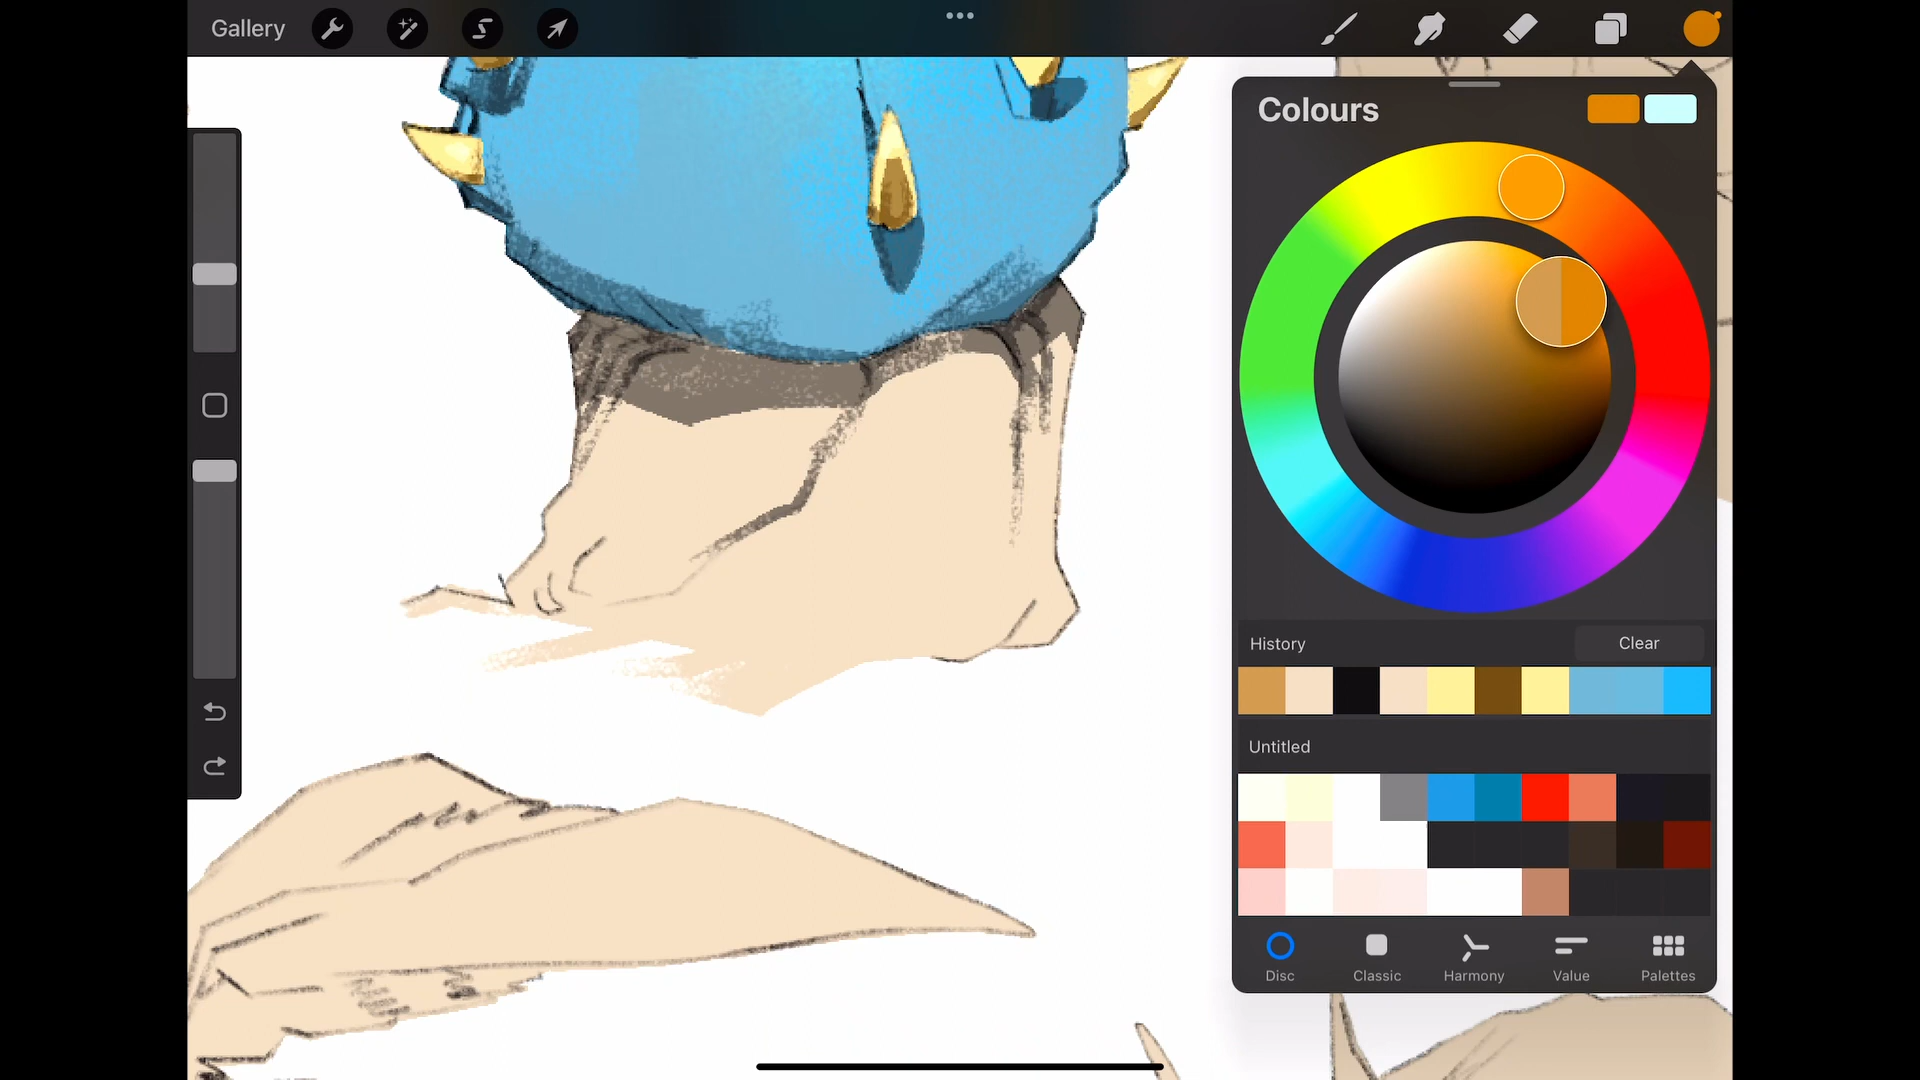 Gallery
Colours
History
Clear
Untitled
Disc
Classic
Harmony
Value
Palettes